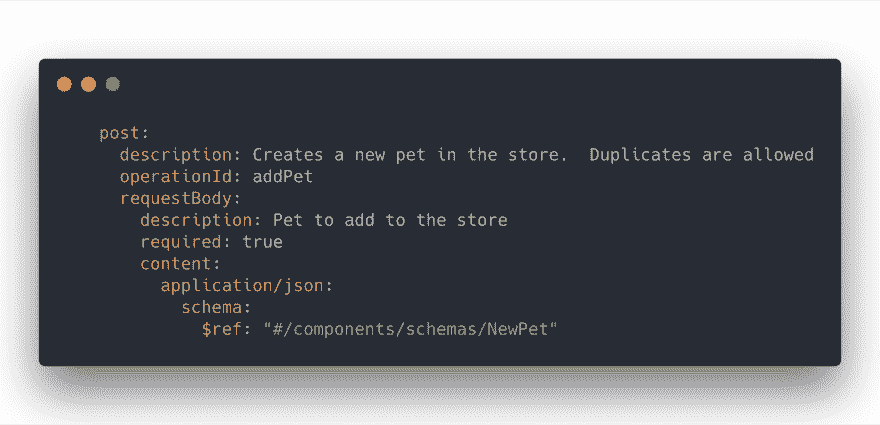 post:
  description: Creates a new pet in the store.  Duplicates are allowed
  operationId: addPet
  requestBody:
    description: Pet to add to the store
    required: true
    content:
      application/json:
        schema:
          $ref: "#/components/schemas/NewPet"